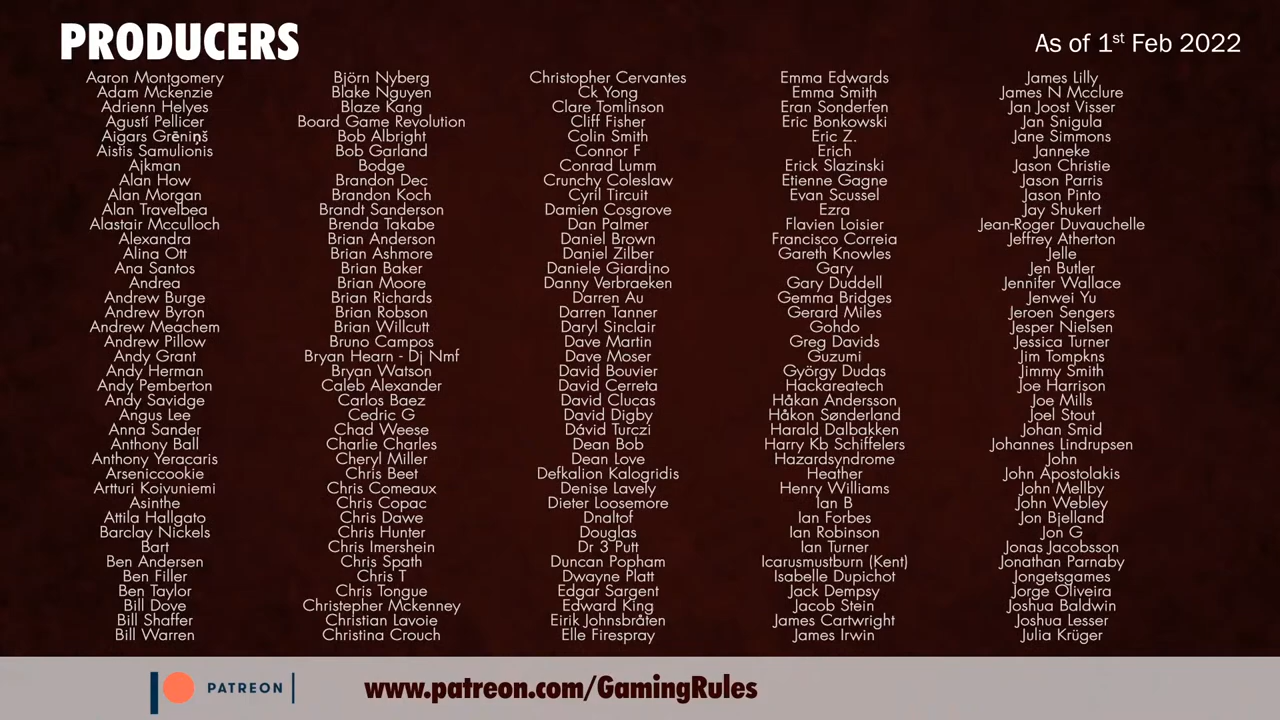 PRODUCERS
As of 1st Feb 2022
Aaron Montgomery
Adam Mckenzie
Adrienn Helyes
Agustí Pellicer
Aigars Grēniņš
Aistis Samulionis
Ajkman
Alan How
Alan Morgan
Alan Travelbea
Alastair Mcculloch
Alexandra
Alina Ott
Ana Santos
Andrea
Andrew Burge
Andrew Byron
Andrew Meachem
Andrew Pillow
Andy Grant
Andy Herman
Andy Pemberton
Andy Savidge
Angus Lee
Anna Sander
Anthony Ball
Anthony Yeracaris
Arseniccookie
Artturi Koivuniemi
Asinthe
Attila Hallgato
Barclay Nickels
Bart
Ben Andersen
Ben Filler
Ben Taylor
Bill Dove
Bill Shaffer
Bill Warren
Björn Nyberg
Blake Nguyen
Blaze Kang
Board Game Revolution
Bob Albright
Bob Garland
Bodge
Brandon Dec
Brandon Koch
Brandt Sanderson
Brenda Takabe
Brian Anderson
Brian Ashmore
Brian Baker
Brian Moore
Brian Richards
Brian Robson
Brian Willcutt
Bruno Campos
Bryan Hearn - Dj Nmf
Bryan Watson
Caleb Alexander
Carlos Baez
Cedric G
Chad Weese
Charlie Charles
Cheryl Miller
Chris Beet
Chris Comeaux
Chris Copac
Chris Dawe
Chris Hunter
Chris Imershein
Chris Spath
Chris T
Chris Tongue
Christepher Mckenney
Christian Lavoie
Christina Crouch
Christopher Cervantes
Ck Yong
Clare Tomlinson
Cliff Fisher
Colin Smith
Connor F
Conrad Lumm
Crunchy Coleslaw
Cyril Tircuit
Damien Cosgrove
Dan Palmer
Daniel Brown
Daniel Zilber
Daniele Giardino
Danny Verbraeken
Darren Au
Darren Tanner
Daryl Sinclair
Dave Martin
Dave Moser
David Bouvier
David Cerreta
David Clucas
David Digby
Dávid Turczi
Dean Bob
Dean Love
Defkalion Kalogridis
Denise Lavely
Dieter Loosemore
Dnaltof
Douglas
Dr 3 Putt
Duncan Popham
Dwayne Platt
Edgar Sargent
Edward King
Eirik Johnsbråten
Elle Firespray
Emma Edwards
Emma Smith
Eran Sonderfen
Eric Bonkowski
Eric Z.
Erich
Erick Slazinski
Etienne Gagne
Evan Scussel
Ezra
Flavien Loisier
Francisco Correia
Gareth Knowles
Gary
Gary Duddell
Gemma Bridges
Gerard Miles
Gohdo
Greg Davids
Guzumi
György Dudas
Hackareatech
Håkan Andersson
Håkon Sønderland
Harald Dalbakken
Harry Kb Schiffelers
Hazardsyndrome
Heather
Henry Williams
Ian B
Ian Forbes
Ian Robinson
Ian Turner
Icarusmustburn (Kent)
Isabelle Dupichot
Jack Dempsy
Jacob Stein
James Cartwright
James Irwin
James Lilly
James N Mcclure
Jan Joost Visser
Jan Snigula
Jane Simmons
Janneke
Jason Christie
Jason Parris
Jason Pinto
Jay Shukert
Jean-Roger Duvauchelle
Jeffrey Atherton
Jelle
Jen Butler
Jennifer Wallace
Jenwei Yu
Jeroen Sengers
Jesper Nielsen
Jessica Turner
Jim Tompkns
Jimmy Smith
Joe Harrison
Joe Mills
Joel Stout
Johan Smid
Johannes Lindrupsen
John
John Apostolakis
John Mellby
John Webley
Jon Bjelland
Jon G
Jonas Jacobsson
Jonathan Parnaby
Jongetsgames
Jorge Oliveira
Joshua Baldwin
Joshua Lesser
Julia Krüger
PATREON
www.patreon.com/GamingRules